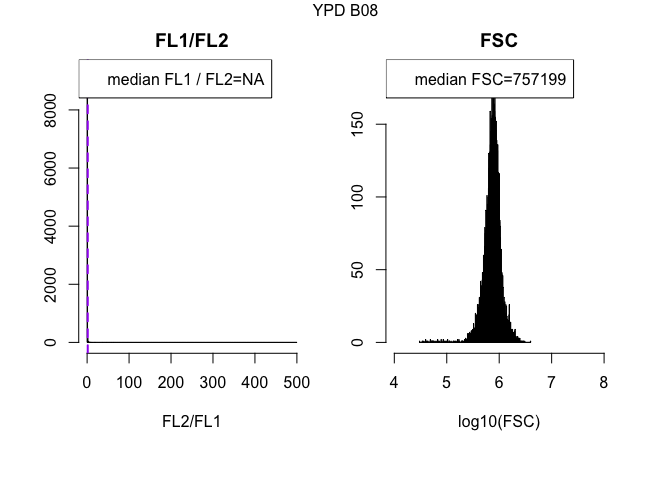 YPD B08
FL1/FL2
median FL1 / FL2=NA
0
2000
4000
6000
8000
0 100 200 300 400 500
FL2/FL1
FSC
median FSC=757199
0
50
100
150
4 5 6 7 8
log10(FSC)